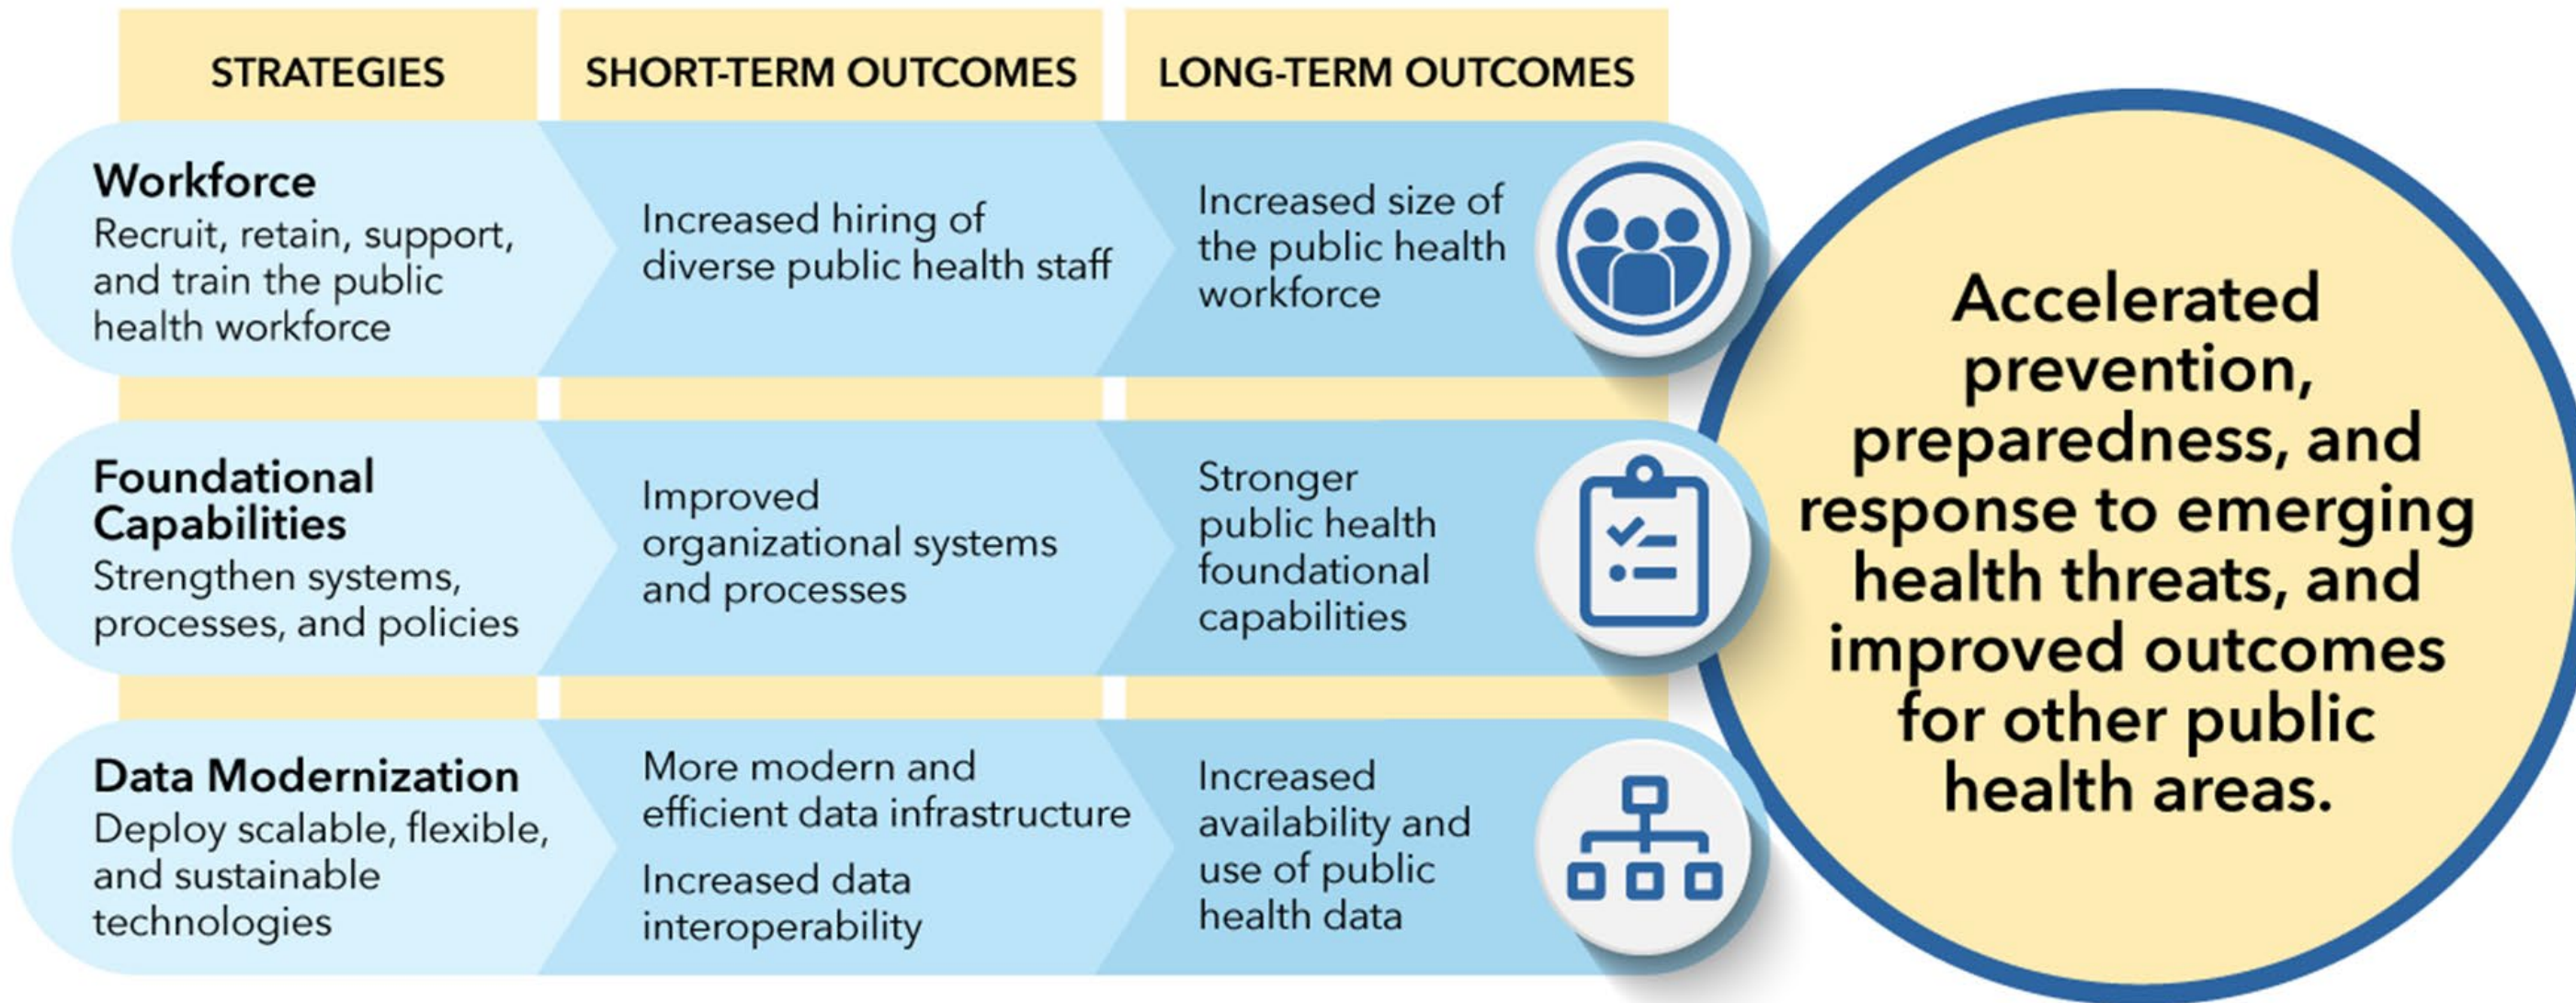 STRATEGIES
SHORT-TERM OUTCOMES
LONG-TERM OUTCOMES
Workforce
Recruit, retain, support,
and train the public
health workforce
Increased hiring of
diverse public health staff
Increased size of
the public health
workforce
Foundational
Capabilities
Strengthen systems,
processes, and policies
Improved
organizational systems
and processes
Stronger
public health
foundational
capabilities
Data Modernization
Deploy scalable, flexible,
and sustainable
technologies
More modern and
efficient data infrastructure
Increased data
interoperability
Increased
availability and
use of public
health data
Accelerated
prevention,
preparedness, and
response to emerging
health threats, and
improved outcomes
for other public
health areas.